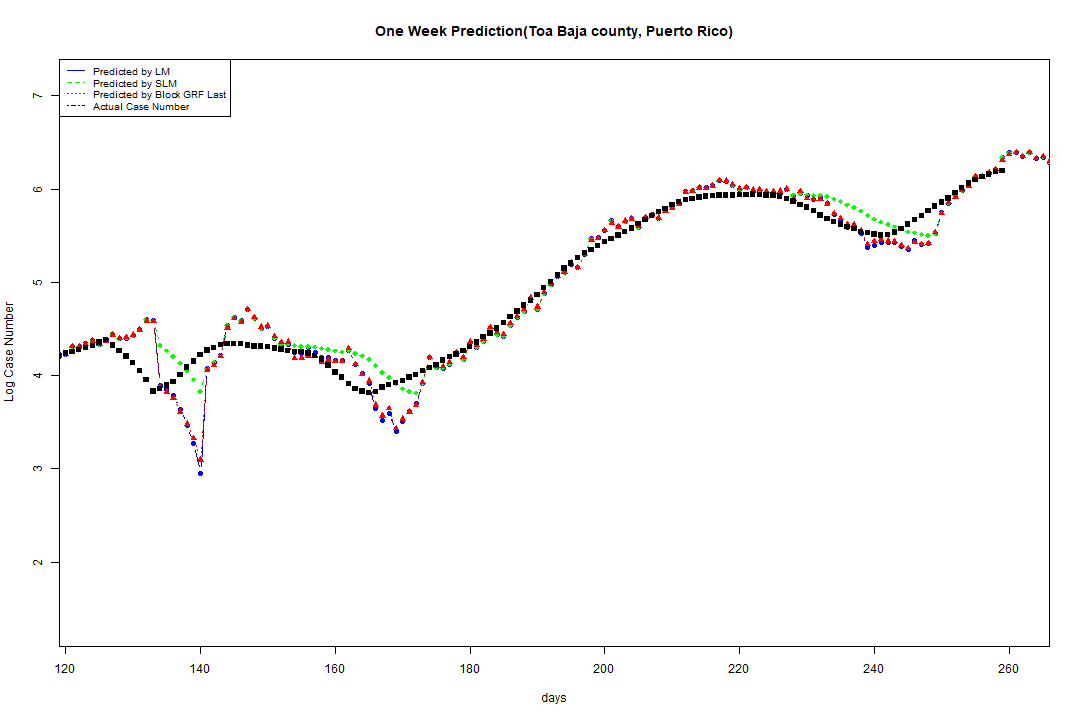 One Week Prediction(Toa Baja county, Puerto Rico)
Predicted by LM
Predicted by SLM
Predicted by Block GRF Last
Actual Case Number
7
6
5
4
3
2
Log Case Number
120 140 160 180 200 220 240 260
days